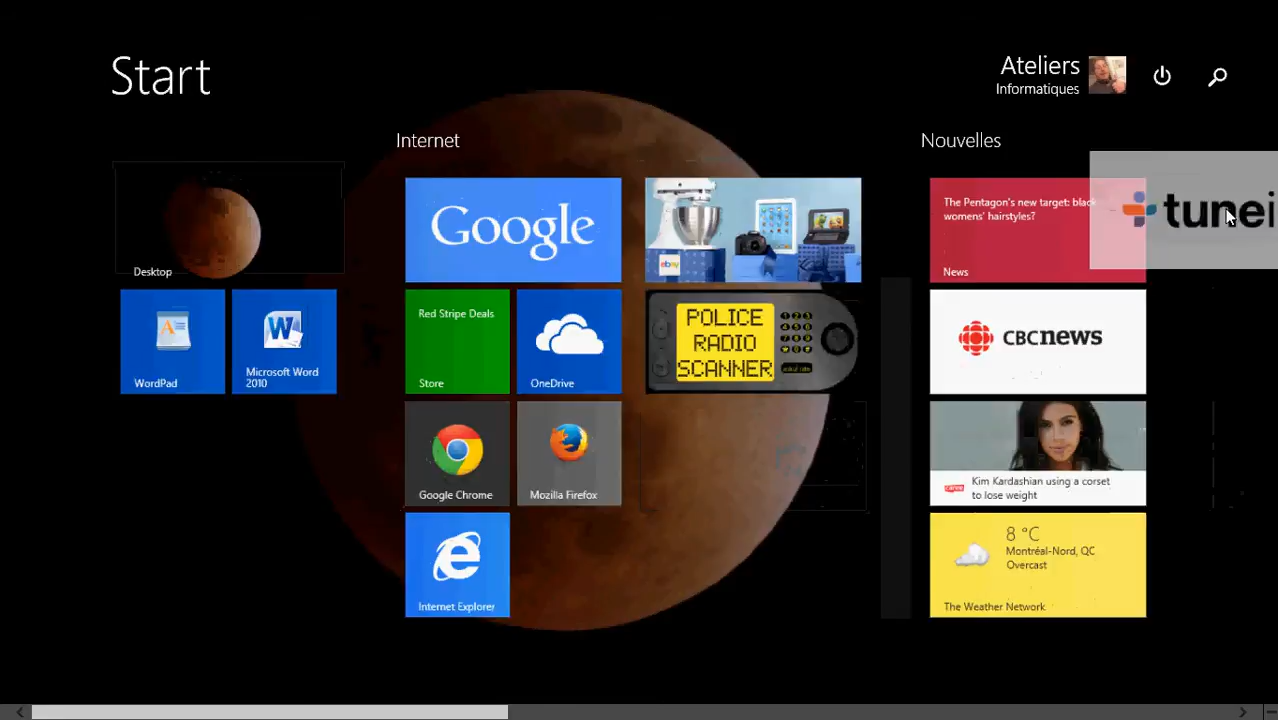 Start
Ateliers
Informatiques
Internet
Nouvelles
Desktop
WordPad
Microsoft Word
2010
Google
ebay
Red Stripe Deals
Store
OneDrive
POLICE
RADIO
SCANNER
Google Chrome
Mozilla Firefox
Internet Explorer
The Pentagon's new target: black
womens' hairstyles?
News
tunei
CBCnews
Kim Kardashian using a corset
to lose weight
8 °C
Montréal-Nord, QC
Overcast
The Weather Network